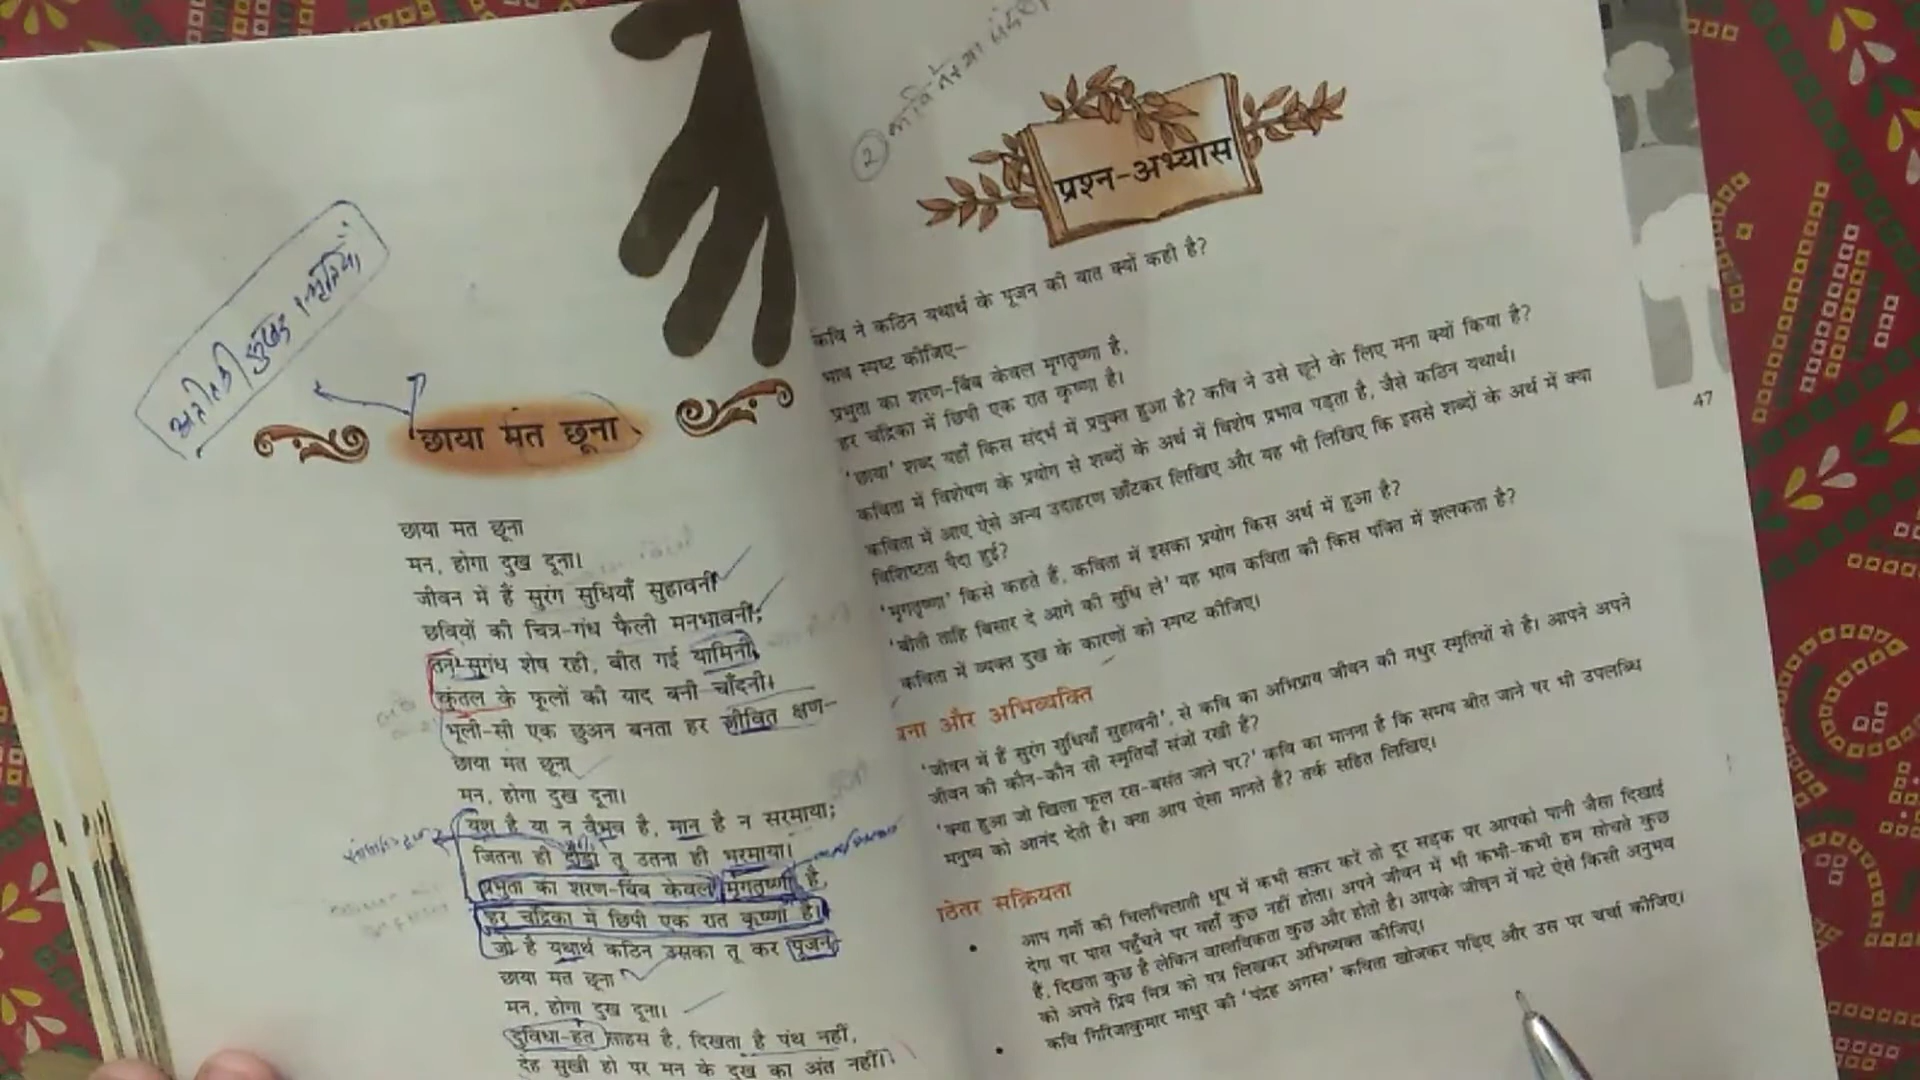 छाया मत छूना
छाया मत छूना
मन, होगा दुख दूना।
जीवन में हैं सुरंग सुधियाँ सुहावनी
छवियों की चित्र-गंध फैली मनभावनी;
तन-सुगंध शेष रही, बीत गई यामिनी,
कुंतल के फूलों की याद बनी चाँदनी।
भूली-सी एक छुअन बनता हर जीवित क्षण-
छाया मत छूना
मन, होगा दुख दूना।
यश है या न वैभव है, मान है न सरमाया;
जितना ही दौड़ा तू उतना ही भरमाया।
प्रभुता का शरण-बिंब केवल मृगतृष्णा है,
हर चंद्रिका में छिपी एक रात कृष्णा है।
जो है यथार्थ कठिन उसका तू कर पूजन
छाया मत छूना
मन, होगा दुख दूना।
दुविधा-हत साहस है, दिखता है पंथ नहीं,
देह सुखी हो पर मन के दुख का अंत नहीं।
प्रश्न-अभ्यास
कवि ने कठिन यथार्थ के पूजन की बात क्यों कही है?
भाव स्पष्ट कीजिए-
प्रभुता का शरण-बिंब केवल मृगतृष्णा है,
हर चंद्रिका में छिपी एक रात कृष्णा है।
'छाया' शब्द यहाँ किस संदर्भ में प्रयुक्त हुआ है? कवि ने उसे छूने के लिए मना क्यों किया है?
कविता में विशेषण के प्रयोग से शब्दों के अर्थ में विशेष प्रभाव पड़ता है, जैसे कठिन यथार्थ।
कविता में आए ऐसे अन्य उदाहरण छाँटकर लिखिए और यह भी लिखिए कि इससे शब्दों के अर्थ में क्या
विशिष्टता पैदा हुई?
'मृगतृष्णा' किसे कहते हैं, कविता में इसका प्रयोग किस अर्थ में हुआ है?
'बीती ताहि बिसार दे आगे की सुधि ले' यह भाव कविता की किस पंक्ति में झलकता है?
कविता में व्यक्त दुख के कारणों को स्पष्ट कीजिए।
और अभिव्यक्ति
'जीवन में हैं सुरंग सुधियाँ सुहावनी', से कवि का अभिप्राय जीवन की मधुर स्मृतियों से है। आपने अपने
जीवन की कौन-कौन सी स्मृतियाँ संजो रखी हैं?
'क्या हुआ जो खिला फूल रस-बसंत जाने पर?' कवि का मानना है कि समय बीत जाने पर भी उपलब्धि
मनुष्य को आनंद देती है। क्या आप ऐसा मानते हैं? तर्क सहित लिखिए।
सक्रियता
• आप गर्मी की चिलचिलाती धूप में कभी सफ़र करें तो दूर सड़क पर आपको पानी जैसा दिखाई
देगा पर पास पहुँचने पर वहाँ कुछ नहीं होता। अपने जीवन में भी कभी-कभी हम सोचते कुछ
हैं, दिखता कुछ है लेकिन वास्तविकता कुछ और होती है। आपके जीवन में घटे ऐसे किसी अनुभव
को अपने प्रिय मित्र को पत्र लिखकर अभिव्यक्त कीजिए।
• कवि गिरिजाकुमार माथुर की 'पंद्रह अगस्त' कविता खोजकर पढ़िए और उस पर चर्चा कीजिए।
47